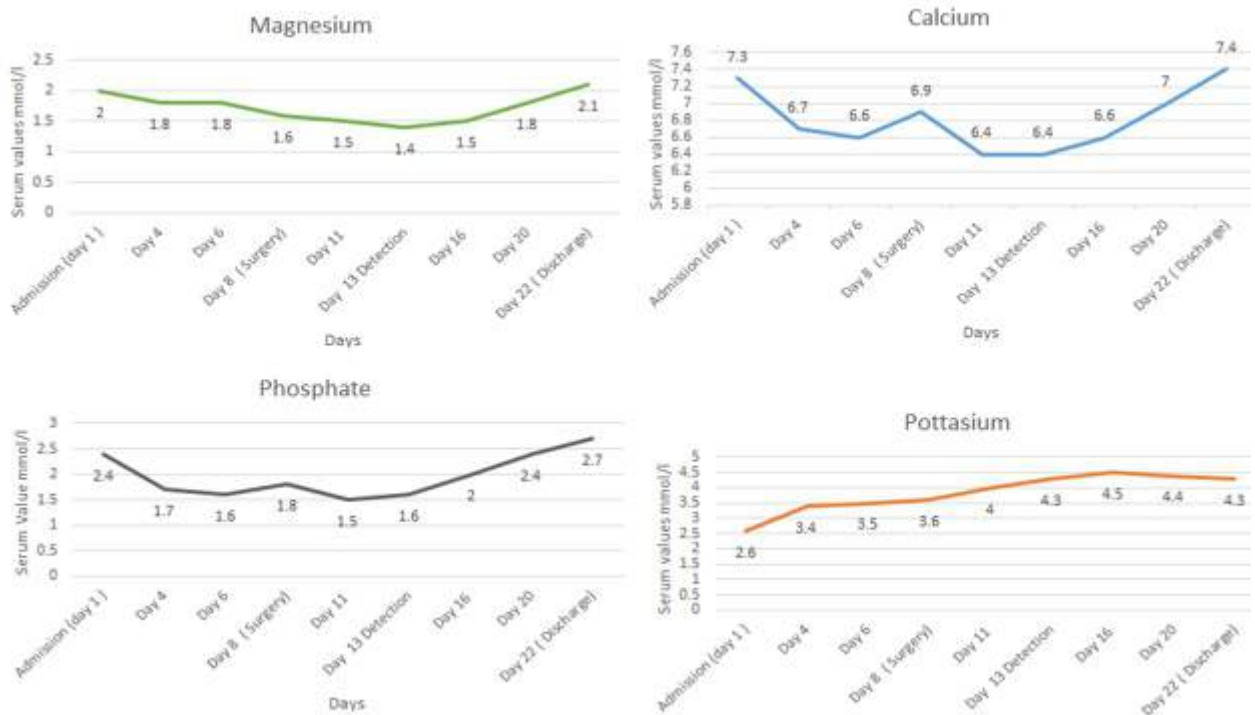 Magnesium
Serum values mmol/l
2.5
2
1.5
1
0.5
0
2
1.8
1.8
1.6
1.5
1.4
1.5
1.8
2.1
Admission (day 1 )
Day 4
Day 6
Day 8 ( Surgery)
Day 11
Day 13 Detection
Day 16
Day 20
Day 22 ( Discharge)
Days
Calcium
Serum values mmol/l
7.6
7.4
7.2
7
6.8
6.6
6.4
6.2
6
5.8
7.3
6.7
6.6
6.9
6.4
6.4
6.6
7
7.4
Admission (day 1 )
Day 4
Day 6
Day 8 ( Surgery)
Day 11
Day 13 Detection
Day 16
Day 20
Day 22 ( Discharge)
Days
Phosphate
Serum Value mmol/l
3
2.5
2
1.5
1
0.5
0
2.4
1.7
1.6
1.8
1.5
1.6
2
2.4
2.7
Admission (day 1 )
Day 4
Day 6
Day 8 ( Surgery)
Day 11
Day 13 Detection
Day 16
Day 20
Day 22 ( Discharge)
Days
Pottasium
Serum values mmol/l
5
4.5
4
3.5
3
2.5
2
1.5
1
0.5
0
2.6
3.4
3.5
3.6
4
4.3
4.5
4.4
4.3
Admission (day 1 )
Day 4
Day 6
Day 8 ( Surgery)
Day 11
Day 13 Detection
Day 16
Day 20
Day 22 ( Discharge)